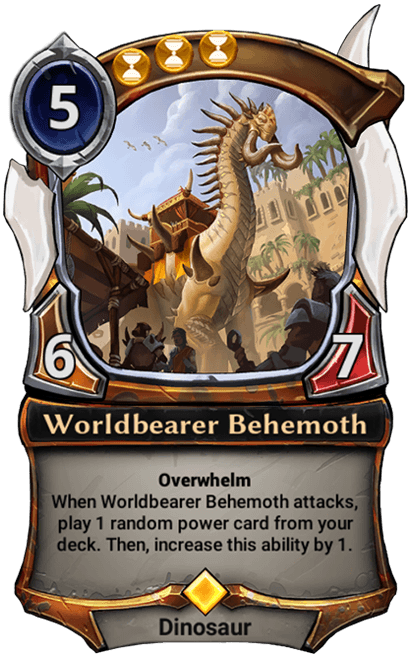 5
6
7
Worldbearer Behemoth
Overwhelm
When Worldbearer Behemoth attacks,
play 1 random power card from your
deck. Then, increase this ability by 1.
Dinosaur